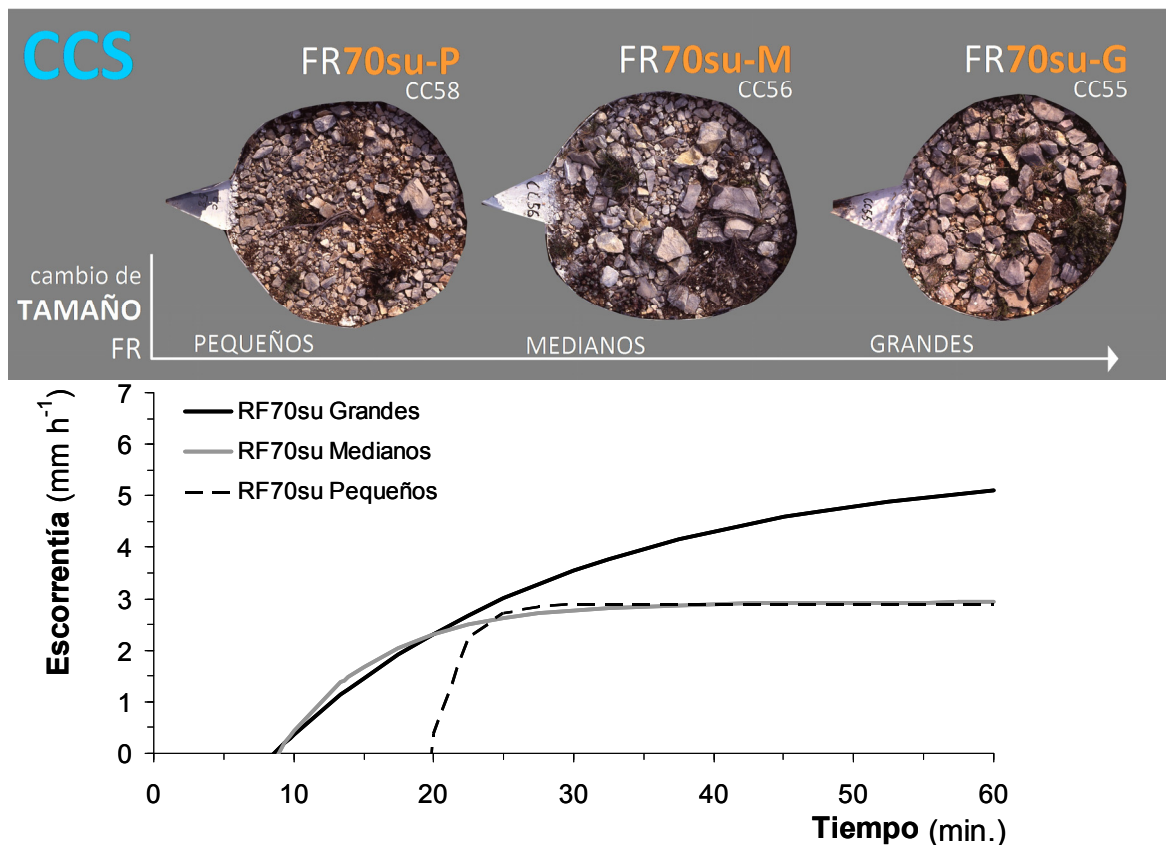 CCS
FR70su-P
CC58
FR70su-M
CC56
FR70su-G
CC55
CC56
CC55
cambio de
TAMAÑO
FR
PEQUEÑOS
MEDIANOS
GRANDES
Escorrentía (mm h-1)
7
6
5
4
3
2
1
0
RF70su Grandes
RF70su Medianos
RF70su Pequeños
0 10 20 30 40 50 60
Tiempo (min.)